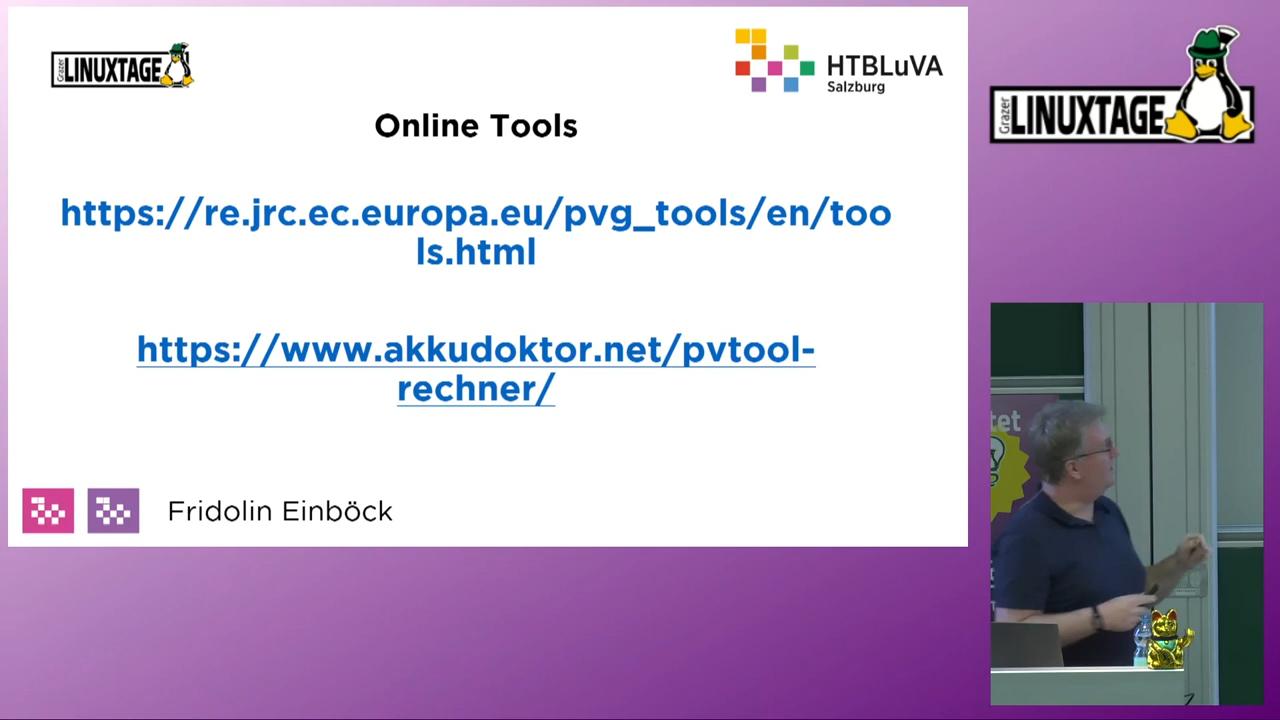 Grazer LINUXTAGE
HTBLuVA
Salzburg
Online Tools
https://re.jrc.ec.europa.eu/pvg_tools/en/too
ls.html
https://www.akkudoktor.net/pvtool-
rechner/
Fridolin Einböck
Grazer LINUXTAGE
tet